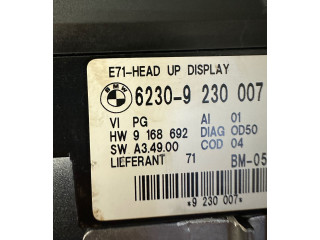 E71-HEAD UP DISPLAY
BMW 6230-9 230 007
VI PG AI 01
HW 9 168 692 DIAG OD50
SW A3.49.00 COD 04
LIEFERANT 71 BM-05
*9 230 007*